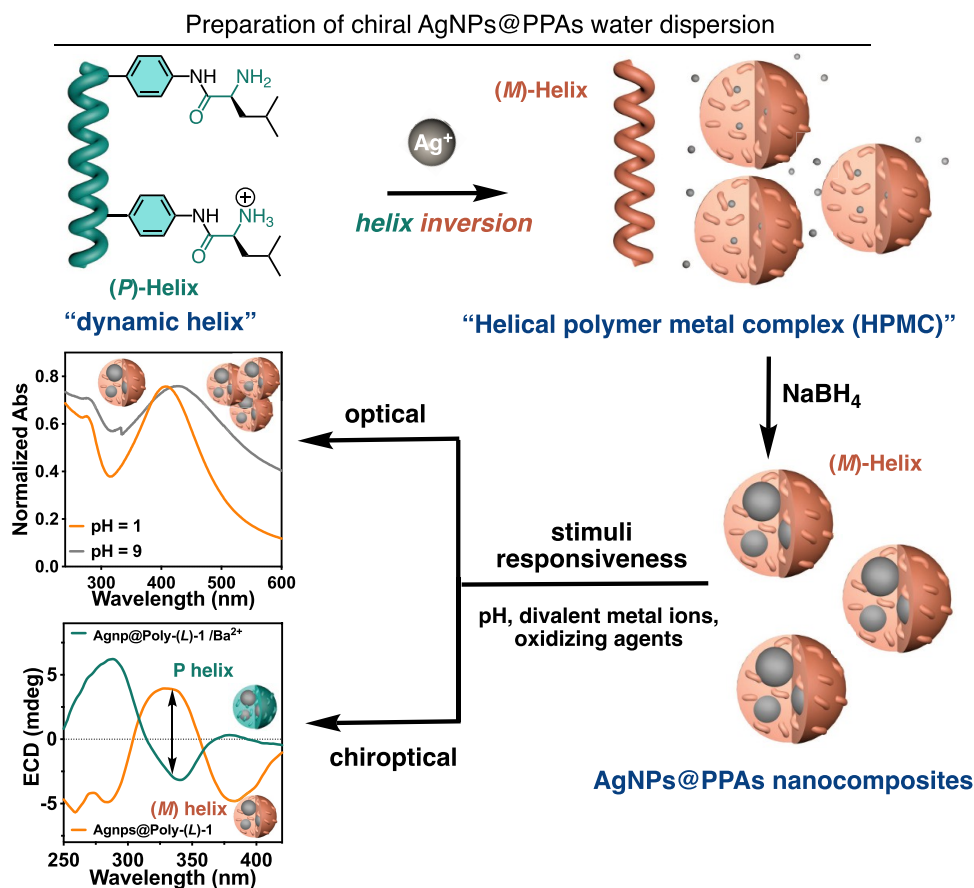 Preparation of chiral AgNPs@PPAs water dispersion
NH
NH₂
O
NH
⊕
NH₃
O
(P)-Helix
"dynamic helix"
Ag⁺
helix inversion
(M)-Helix
"Helical polymer metal complex (HPMC)"
NaBH₄
(M)-Helix
AgNPs@PPAs nanocomposites
stimuli
responsiveness
pH, divalent metal ions,
oxidizing agents
optical
chiroptical
Normalized Abs
0.8
0.6
0.4
0.2
0.0
pH = 1
pH = 9
300
400
500
600
Wavelength (nm)
Agnp@Poly-(L)-1 /Ba²⁺
P helix
ECD (mdeg)
5
0
-5
(M) helix
Agnps@Poly-(L)-1
250
300
350
400
Wavelength (nm)